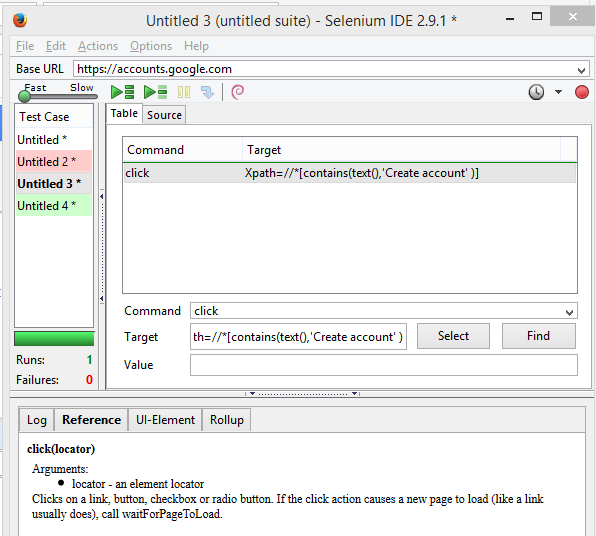 Untitled 3 (untitled suite) - Selenium IDE 2.9.1 *
File Edit Actions Options Help
Base URL https://accounts.google.com
Fast Slow
Test Case
Untitled *
Untitled 2 *
Untitled 3 *
Untitled 4 *
Runs: 1
Failures: 0
Table Source
Command Target
click Xpath=//*[contains(text(),'Create account' )]
Command click
Target th=//*[contains(text(),'Create account' ) Select Find
Value
Log Reference UI-Element Rollup
click(locator)
Arguments:
• locator - an element locator
Clicks on a link, button, checkbox or radio button. If the click action causes a new page to load (like a link
usually does), call waitForPageToLoad.